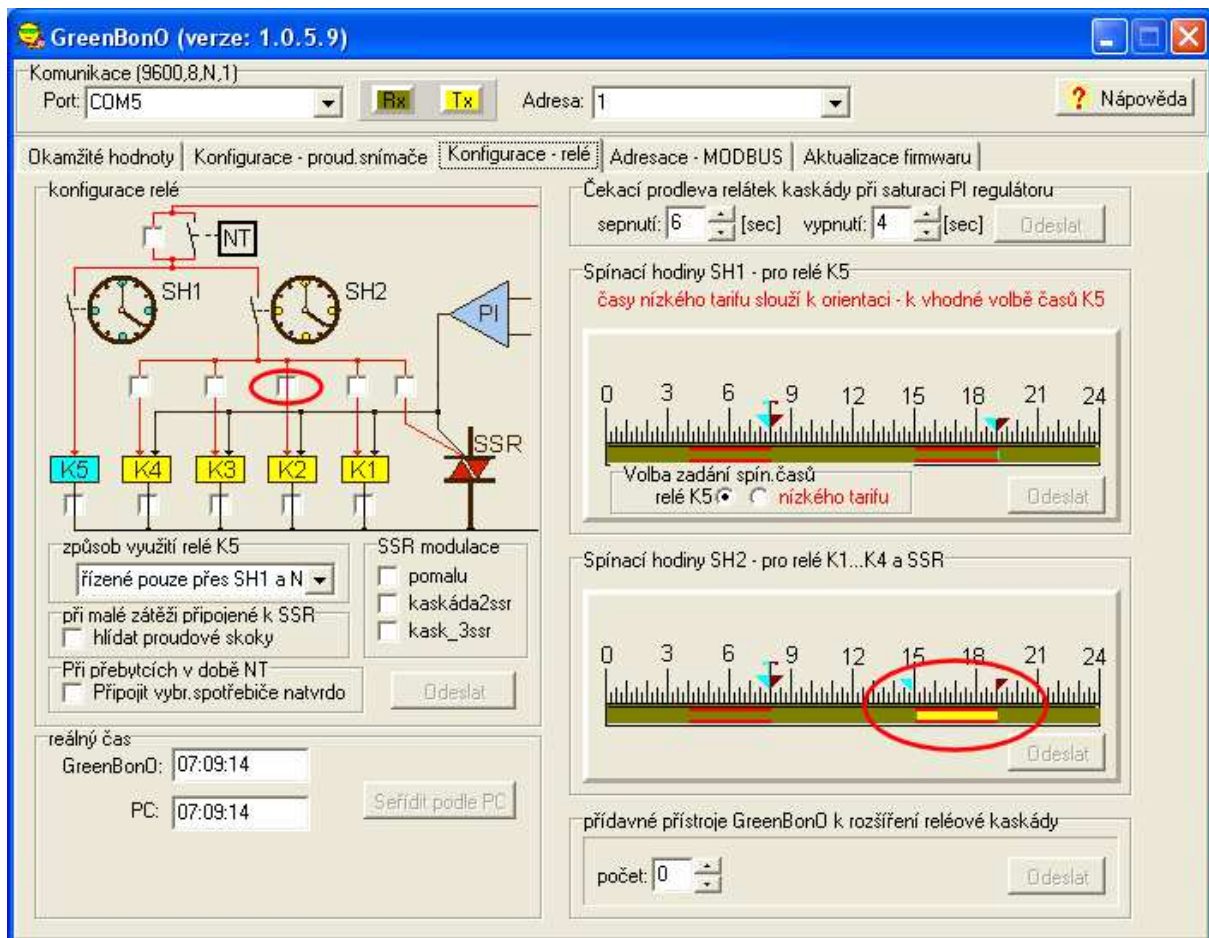 GreenBonO (verze: 1.0.5.9)
Komunikace (9600,8,N,1)
Port: COM5 Rx Tx Adresa: 1 ? Nápověda
Okamžité hodnoty Konfigurace - proud.snímače Konfigurace - relé Adresace - MODBUS Aktualizace firmwaru
konfigurace relé
NT
SH1 SH2
PI
SSR
K5 K4 K3 K2 K1
způsob využití relé K5
řízené pouze přes SH1 a N
při malé zátěži připojené k SSR
hlídat proudové skoky
Při přebytcích v době NT
Připojit vybr.spotřebiče natvrdo
SSR modulace
pomalu
kaskáda2ssr
kask_3ssr
Odeslat
reálný čas
GreenBonO: 07:09:14
PC: 07:09:14
Seřídit podle PC
Čekací prodleva relátek kaskády při saturaci PI regulátoru
sepnutí: 6 [sec] vypnutí: 4 [sec] Odeslat
Spínací hodiny SH1 - pro relé K5
časy nízkého tarifu slouží k orientaci - k vhodné volbě časů K5
0 3 6 9 12 15 18 21 24
Volba zadání spín.časů
relé K5 nízkého tarifu
Odeslat
Spínací hodiny SH2 - pro relé K1...K4 a SSR
0 3 6 9 12 15 18 21 24
Odeslat
přídavné přístroje GreenBonO k rozšíření reléové kaskády
počet: 0
Odeslat